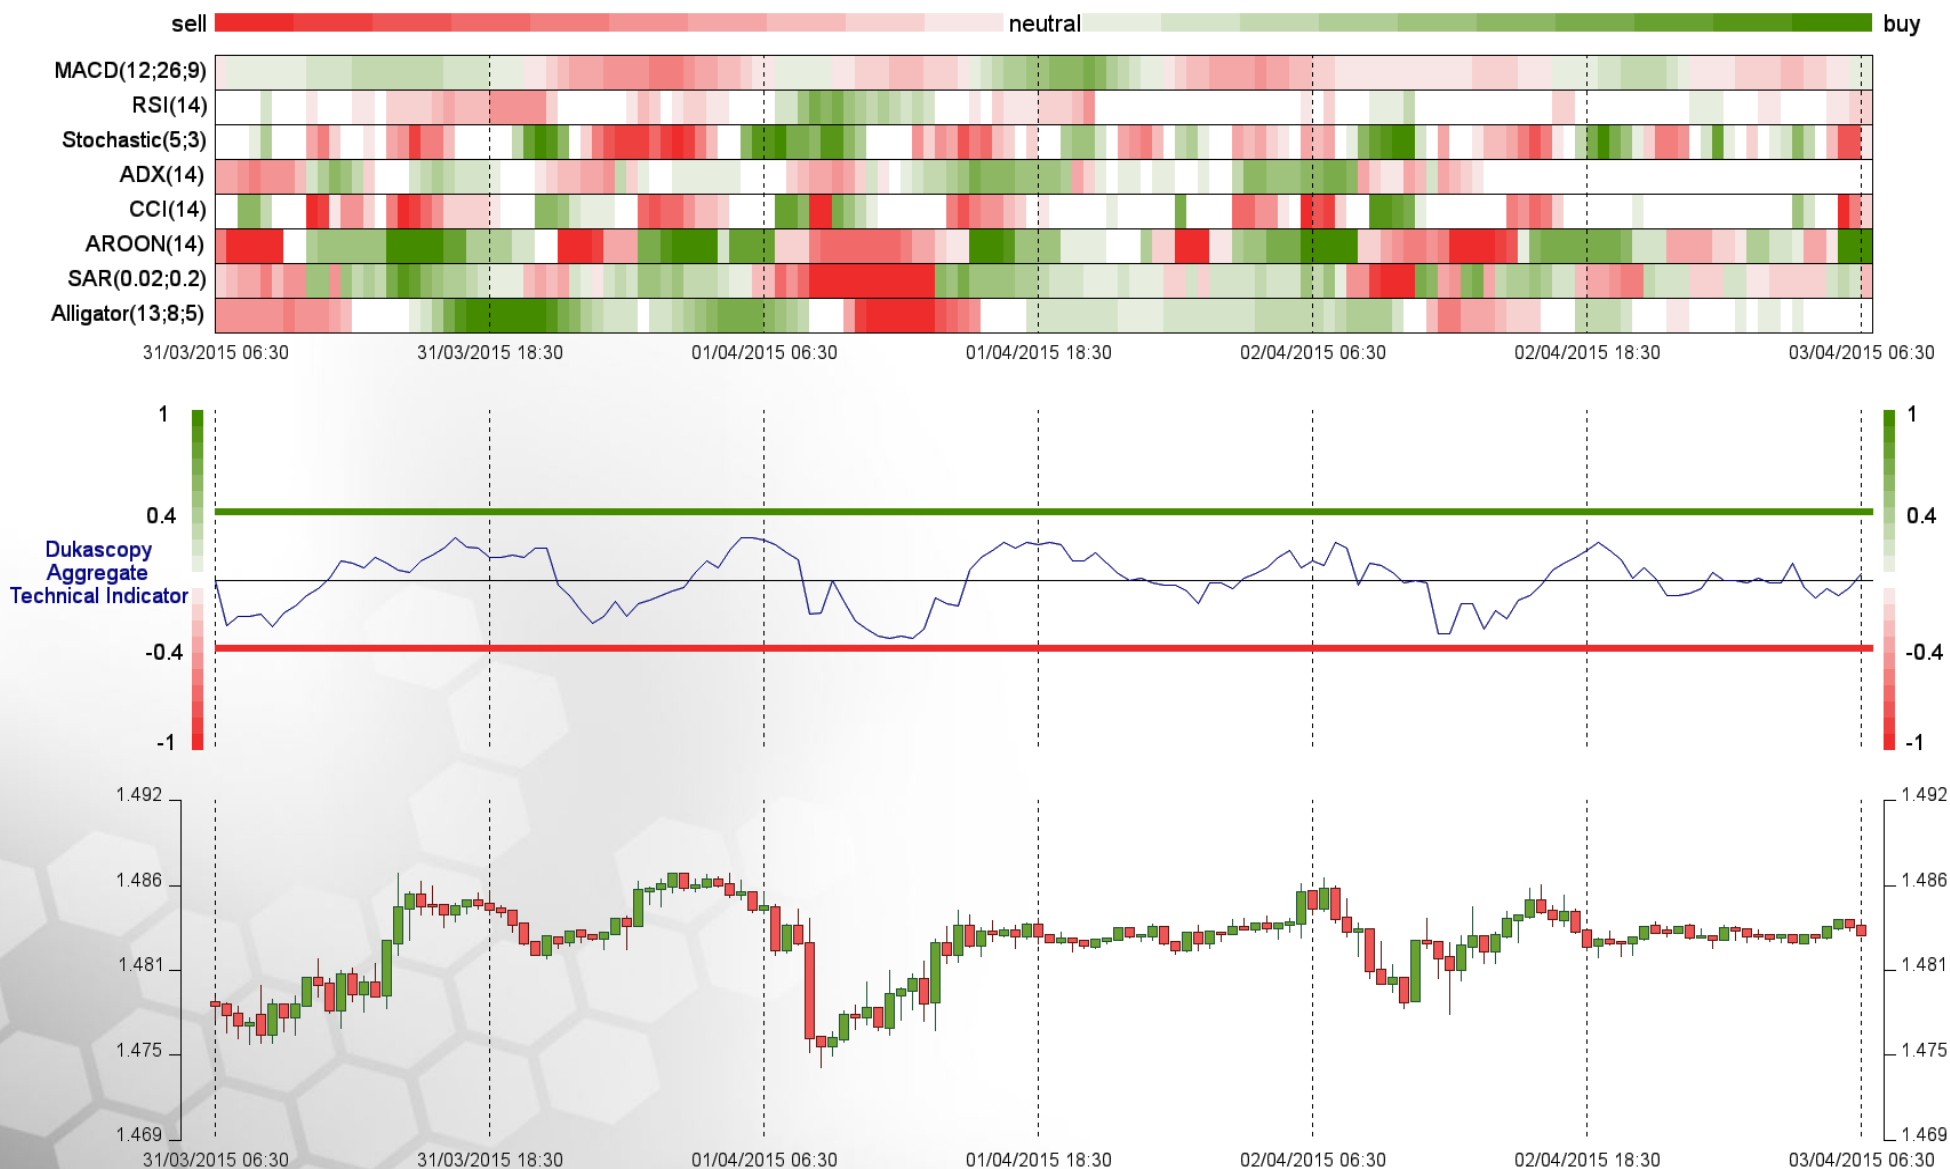 sell neutral buy
MACD(12;26;9)
RSI(14)
Stochastic(5;3)
ADX(14)
CCI(14)
AROON(14)
SAR(0.02;0.2)
Alligator(13;8;5)
31/03/2015 06:30 31/03/2015 18:30 01/04/2015 06:30 01/04/2015 18:30 02/04/2015 06:30 02/04/2015 18:30 03/04/2015 06:30
1 1
0.4 0.4
Dukascopy
Aggregate
Technical Indicator
-0.4 -0.4
-1 -1
1.492 1.492
1.486 1.486
1.481 1.481
1.475 1.475
1.469 1.469
31/03/2015 06:30 31/03/2015 18:30 01/04/2015 06:30 01/04/2015 18:30 02/04/2015 06:30 02/04/2015 18:30 03/04/2015 06:30